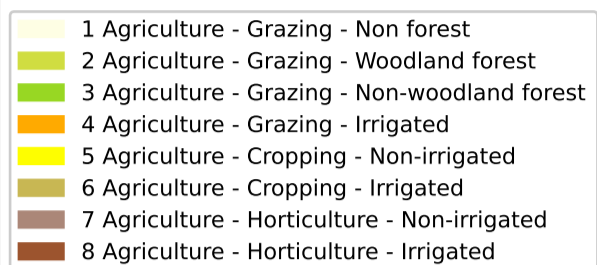 1 Agriculture - Grazing - Non forest
2 Agriculture - Grazing - Woodland forest
3 Agriculture - Grazing - Non-woodland forest
4 Agriculture - Grazing - Irrigated
5 Agriculture - Cropping - Non-irrigated
6 Agriculture - Cropping - Irrigated
7 Agriculture - Horticulture - Non-irrigated
8 Agriculture - Horticulture - Irrigated